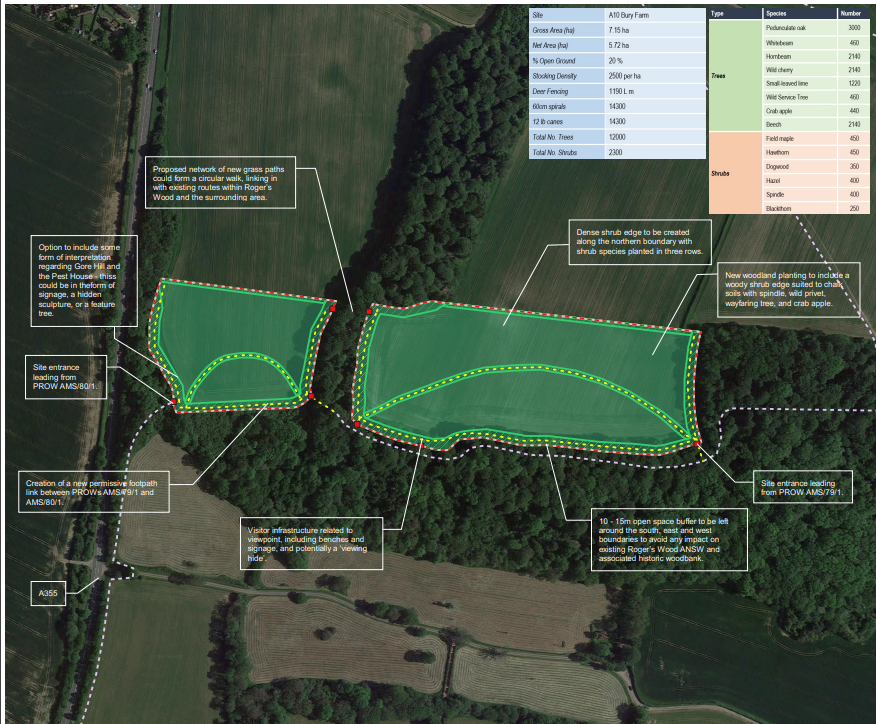 Site A10 Bury Farm
Gross Area (ha) 7.15 ha
Net Area (ha) 5.72 ha
% Open Ground 20 %
Stocking Density 2500 per ha
Deer Fencing 1190 L m
60cm spirals 14300
12 lb canes 14300
Total No. Trees 12000
Total No. Shrubs 2300
Type Species Number
Trees
Pedunculate oak 3000
Whitebeam 460
Hornbeam 2140
Wild cherry 2140
Small-leaved lime 1220
Wild Service Tree 460
Crab apple 440
Beech 2140
Shrubs
Field maple 450
Hawthorn 450
Dogwood 350
Hazel 400
Spindle 400
Blackthorn 250
Proposed network of new grass paths
could form a circular walk, linking in
with existing routes within Roger's
Wood and the surrounding area.
Dense shrub edge to be created
along the northern boundary with
shrub species planted in three rows.
Option to include some
form of interpretation
regarding Gore Hill and
the Pest House - thiss
could be in theform of
signage, a hidden
sculpture, or a feature
tree.
New woodland planting to include a
woody shrub edge suited to chalk
soils with spindle, wild privet,
wayfaring tree, and crab apple.
Site entrance
leading from
PROW AMS/80/1.
Creation of a new permissive footpath
link between PROWs AMS/79/1 and
AMS/80/1.
Site entrance leading
from PROW AMS/79/1.
Visitor infrastructure related to
viewpoint, including benches and
signage, and potentially a 'viewing
hide'.
10 - 15m open space buffer to be left
around the south, east and west
boundaries to avoid any impact on
existing Roger's Wood ANSW and
associated historic woodbank.
A355